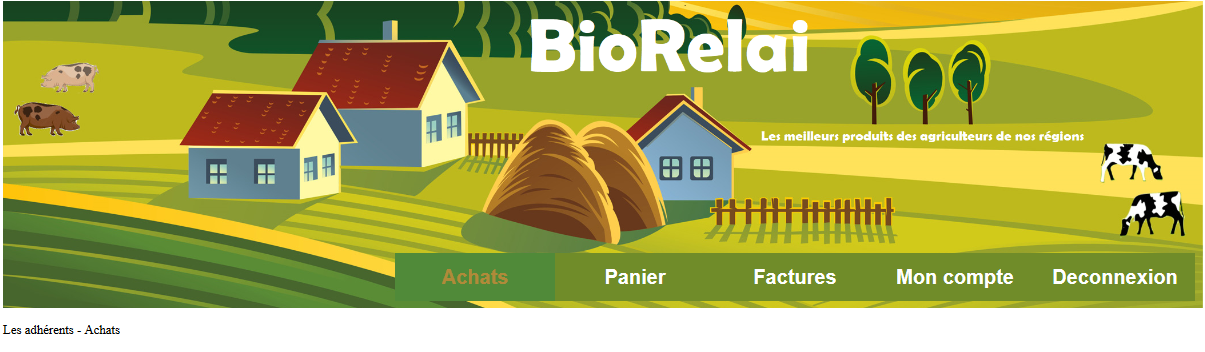 BioRelai
Les meilleurs produits des agriculteurs de nos régions
Achats Panier Factures Mon compte Deconnexion
Les adhérents - Achats